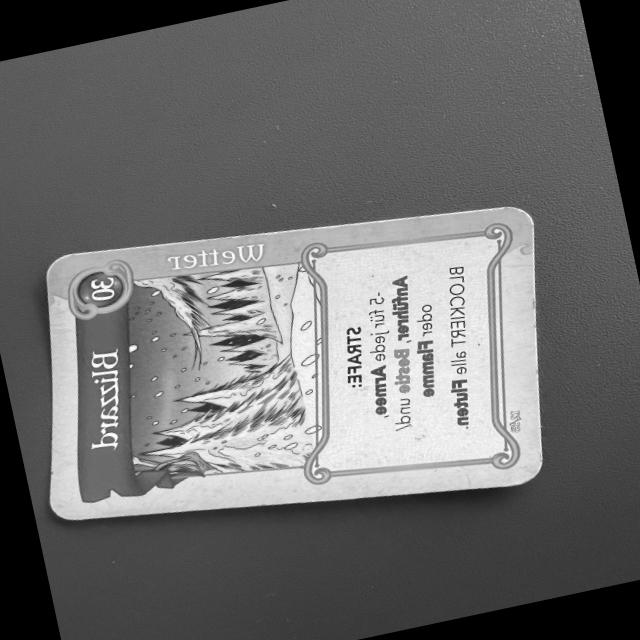 30
Blizzard
Wetter
STRAFE:
-5 für jede Armee,
Anführer, Bestie und/
oder Flamme
BLOCKIERT alle Fluten.